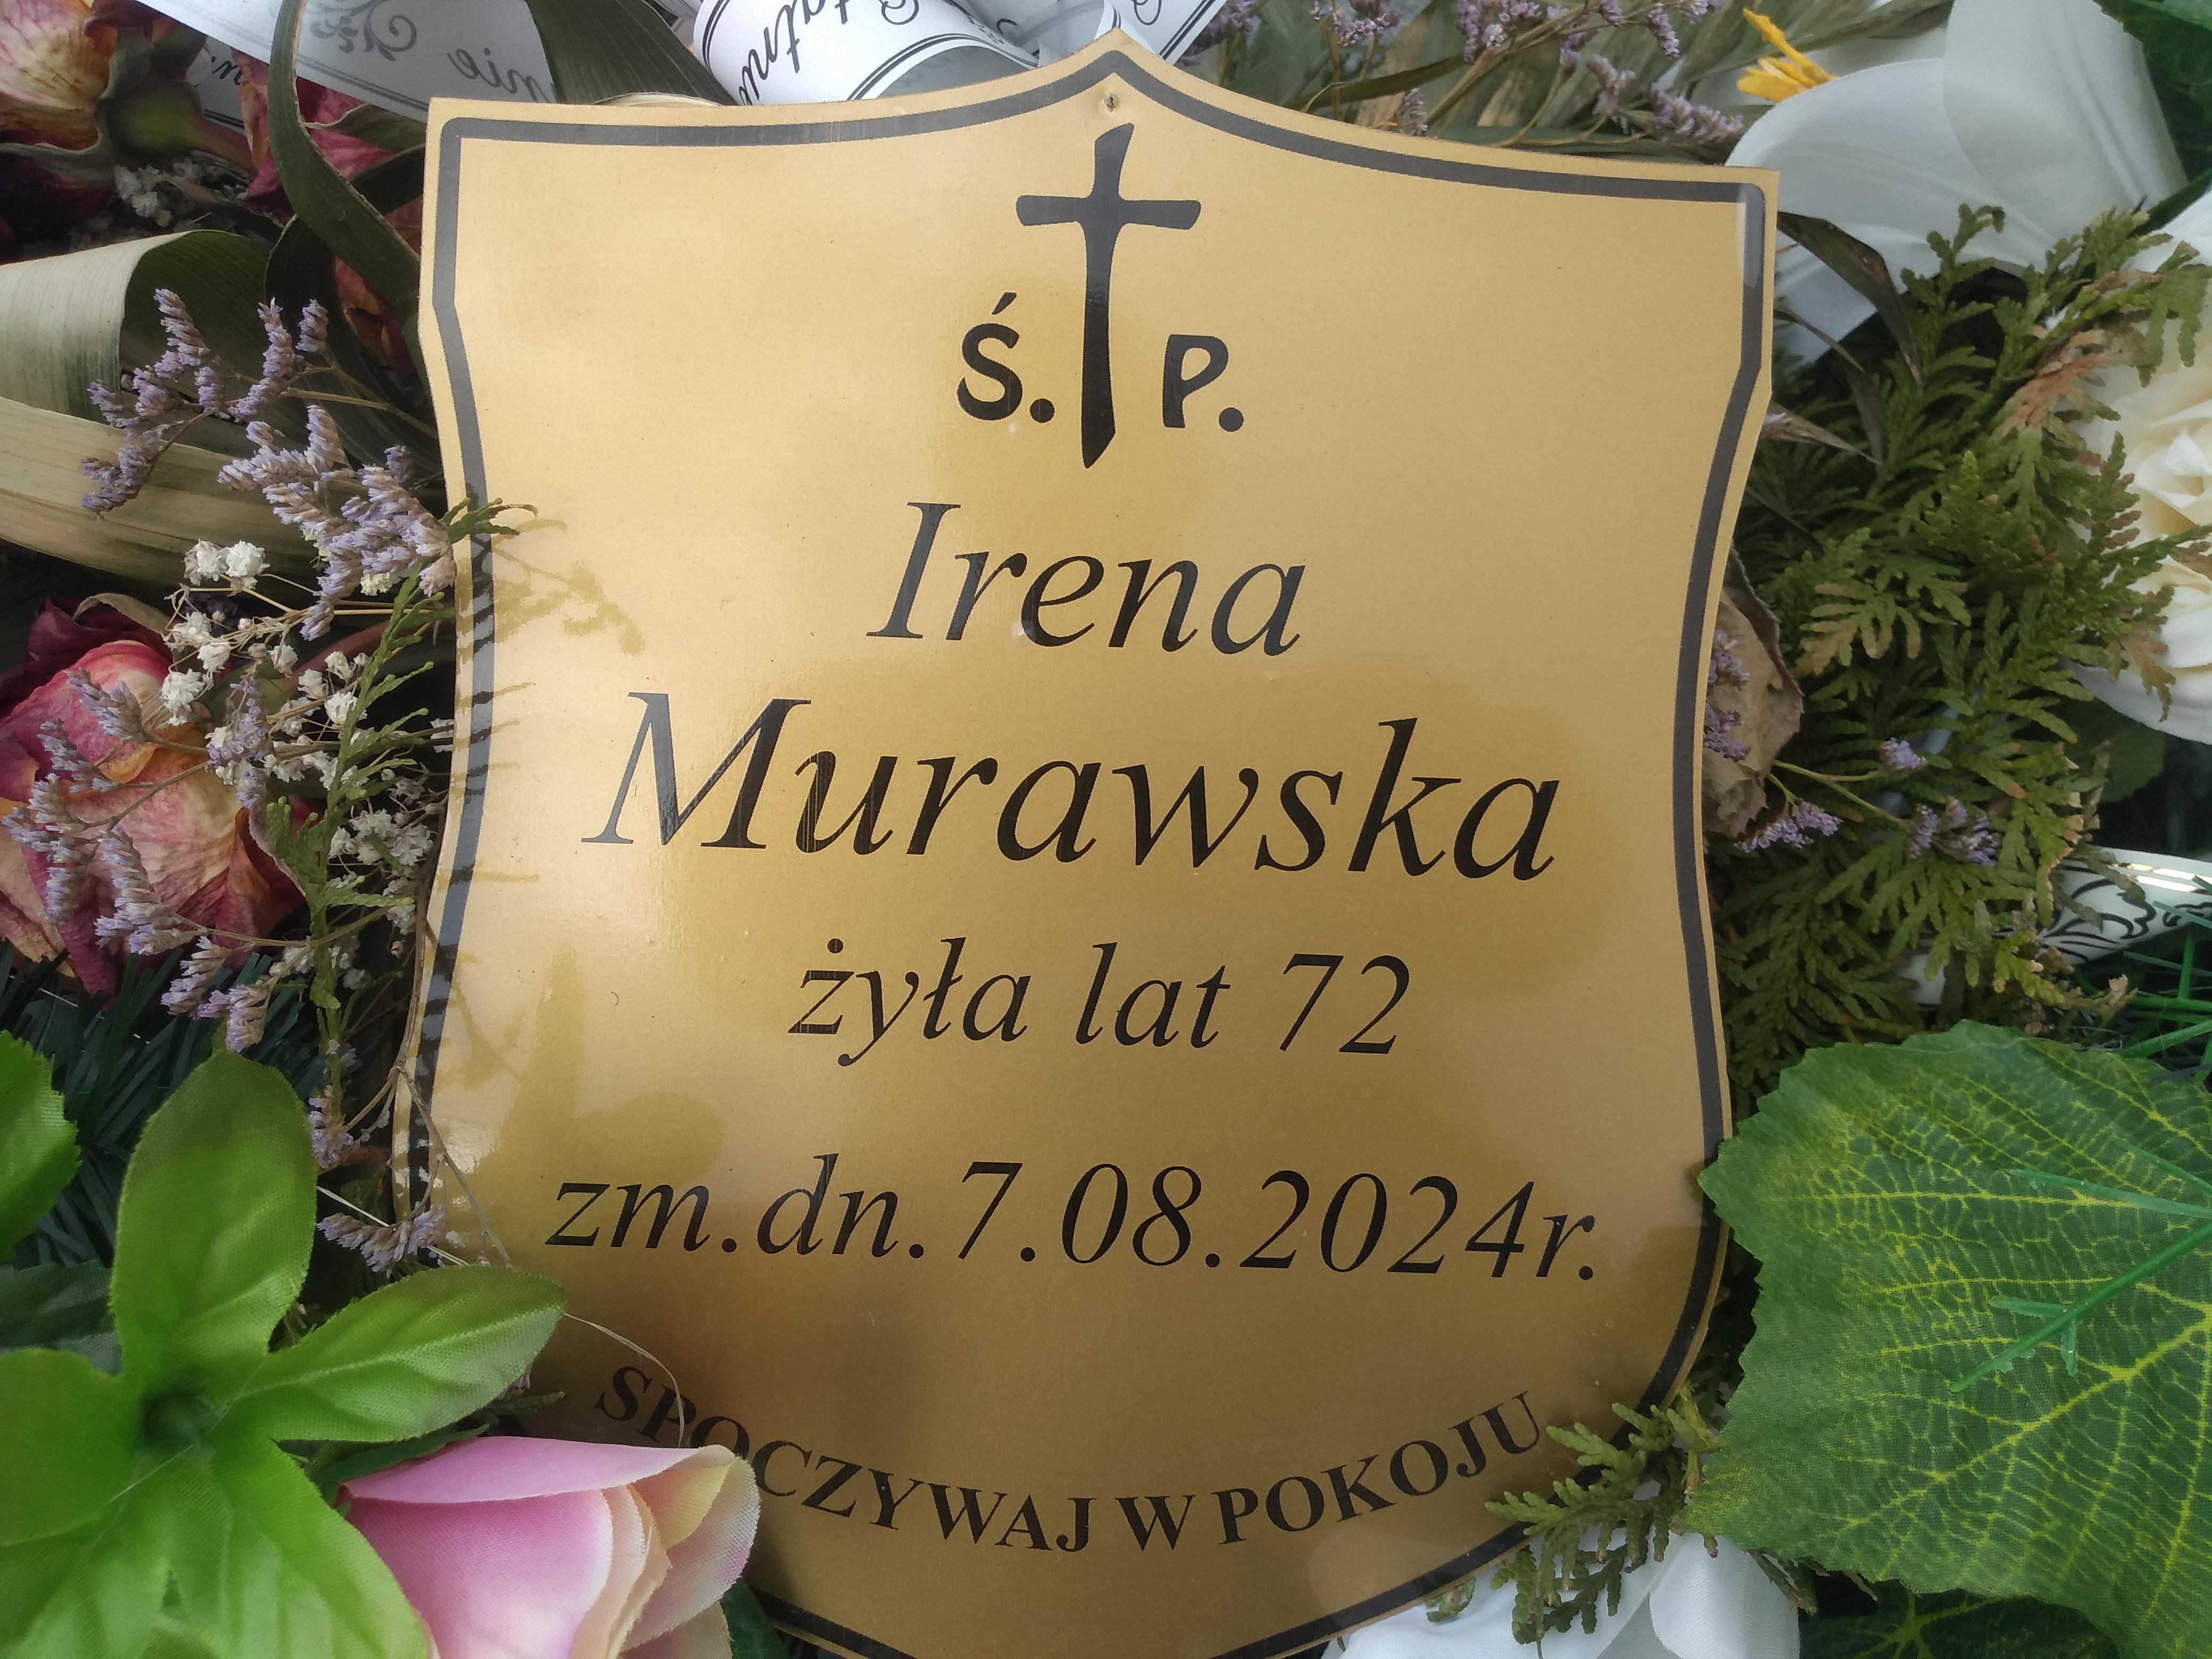 Ś. P.
Irena
Murawska
żyła lat 72
zm.dn.7.08.2024r.
SPOCZYWAJ W POKOJU